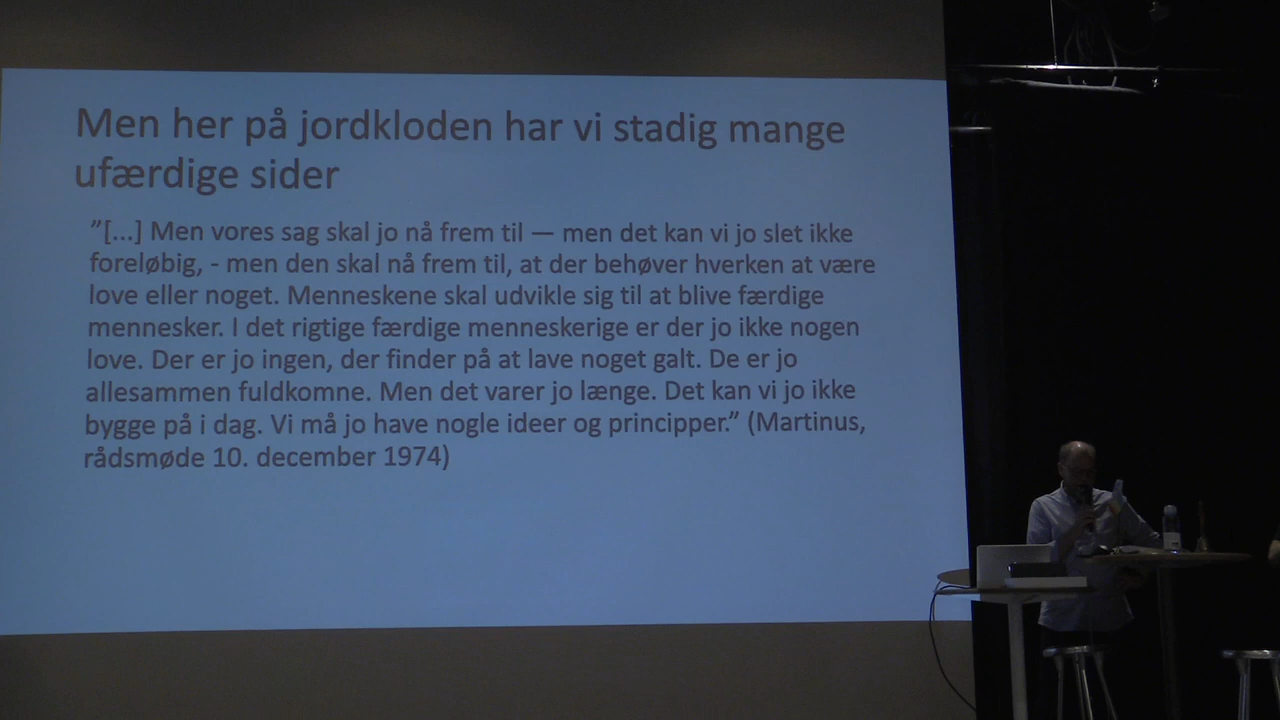 Men her på jordkloden har vi stadig mange
ufærdige sider
”[...] Men vores sag skal jo nå frem til — men det kan vi jo slet ikke
foreløbig, - men den skal nå frem til, at der behøver hverken at være
love eller noget. Menneskene skal udvikle sig til at blive færdige
mennesker. I det rigtige færdige menneskerige er der jo ikke nogen
love. Der er jo ingen, der finder på at lave noget galt. De er jo
allesammen fuldkomne. Men det varer jo længe. Det kan vi jo ikke
bygge på i dag. Vi må jo have nogle ideer og principper.” (Martinus,
rådsmøde 10. december 1974)